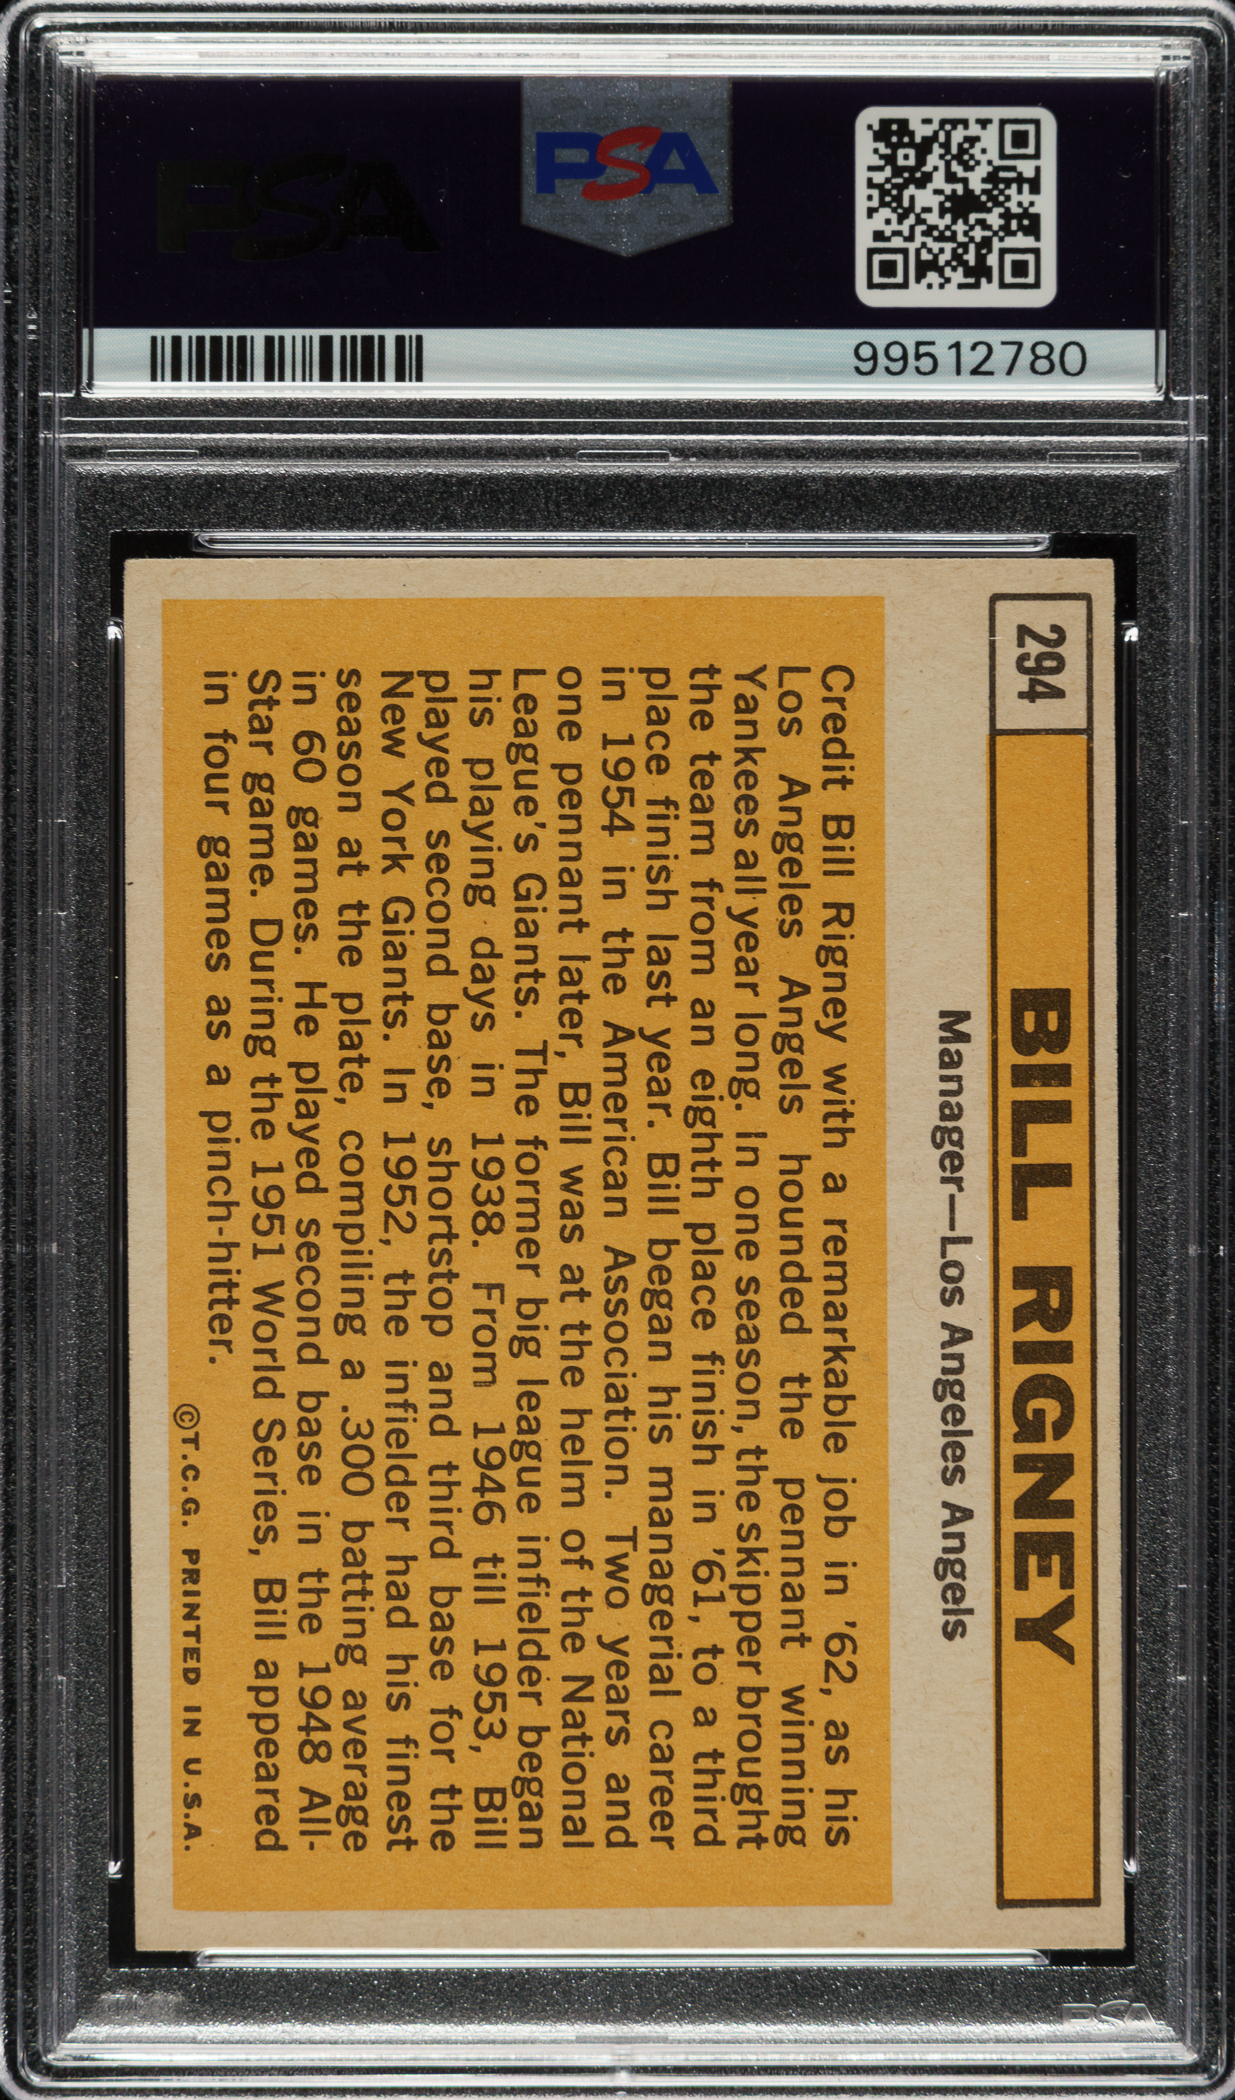 PSA
PSA
99512780
294
BILL RIGNEY
Manager—Los Angeles Angels
Credit Bill Rigney with a remarkable job in '62, as his
Los Angeles Angels hounded the pennant winning
Yankees all year long. In one season, the skipper brought
the team from an eighth place finish in '61, to a third
place finish last year. Bill began his managerial career
in 1954 in the American Association. Two years and
one pennant later, Bill was at the helm of the National
League's Giants. The former big league infielder began
his playing days in 1938. From 1946 till 1953, Bill
played second base, shortstop and third base for the
New York Giants. In 1952, the infielder had his finest
season at the plate, compiling a .300 batting average
in 60 games. He played second base in the 1948 All-
Star game. During the 1951 World Series, Bill appeared
in four games as a pinch-hitter.
©T.C.G. PRINTED IN U.S.A.
PSA